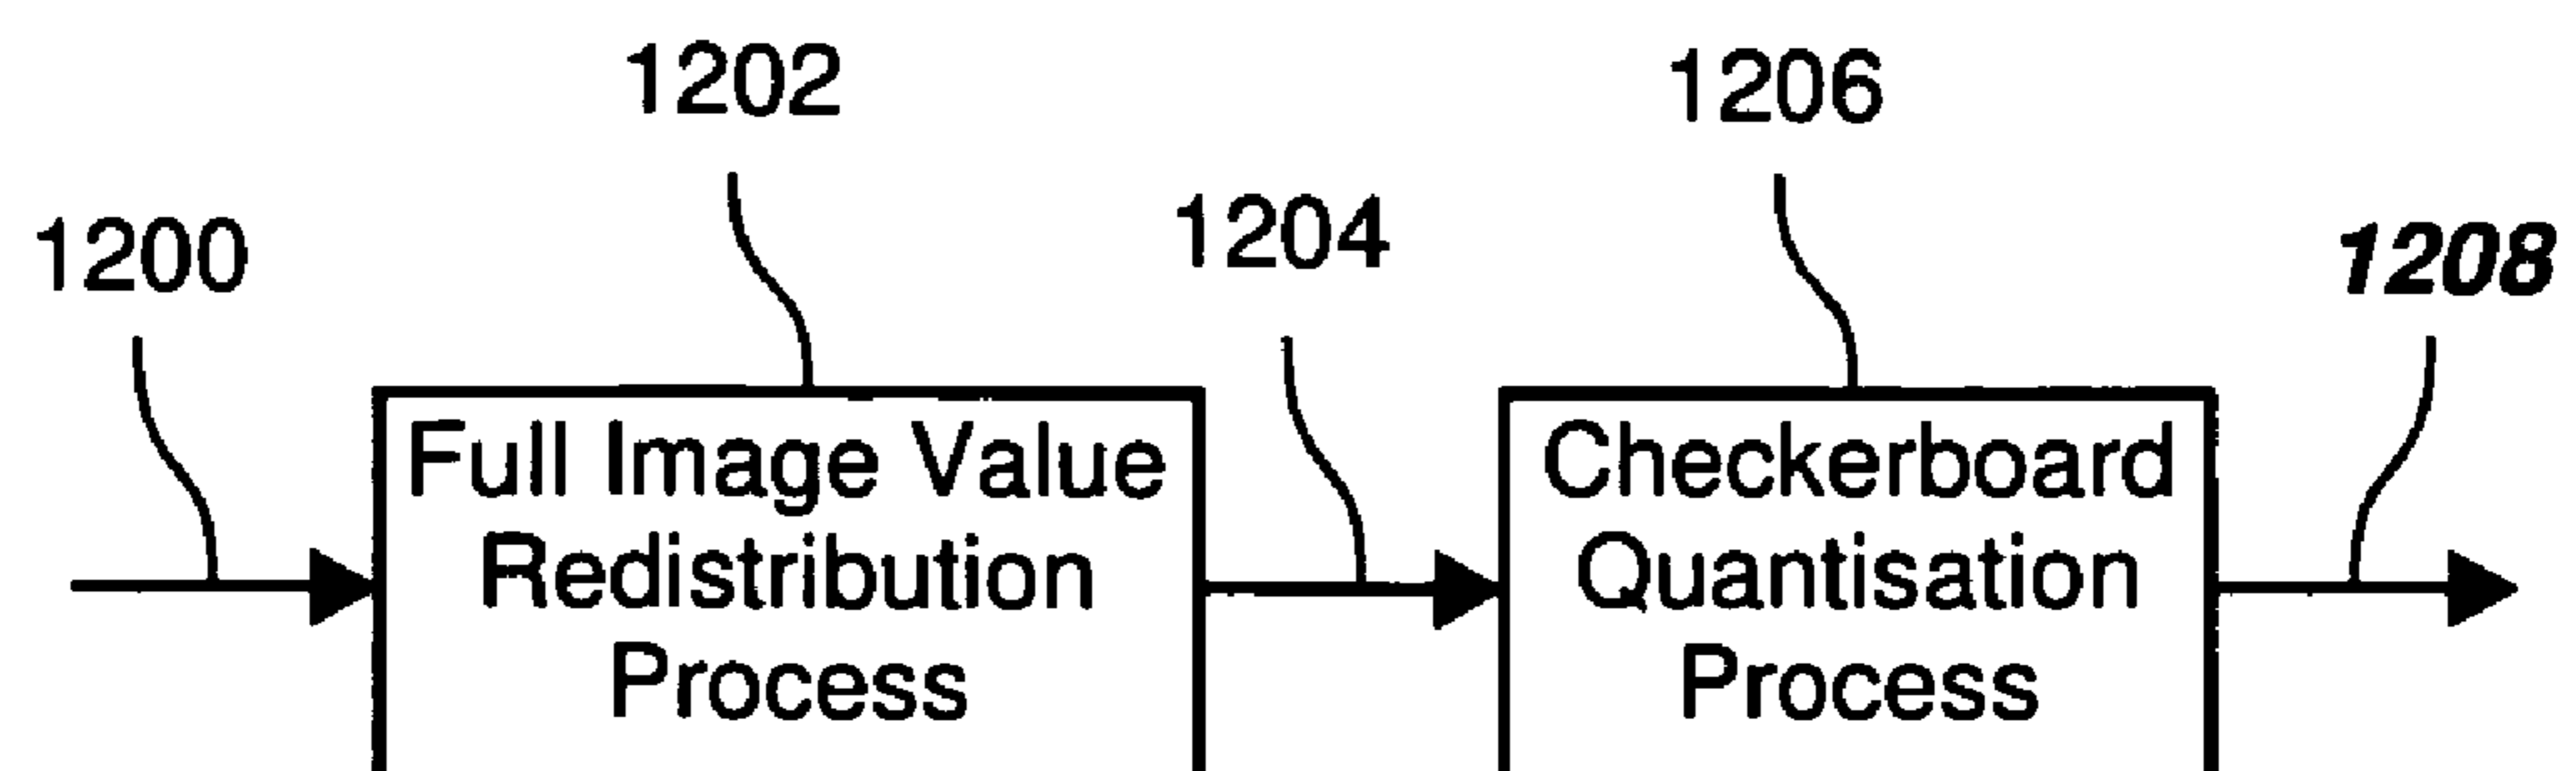 1202
1206
1204
1200
1208
Full Image Value
Redistribution
Process
Checkerboard
Quantisation
Process